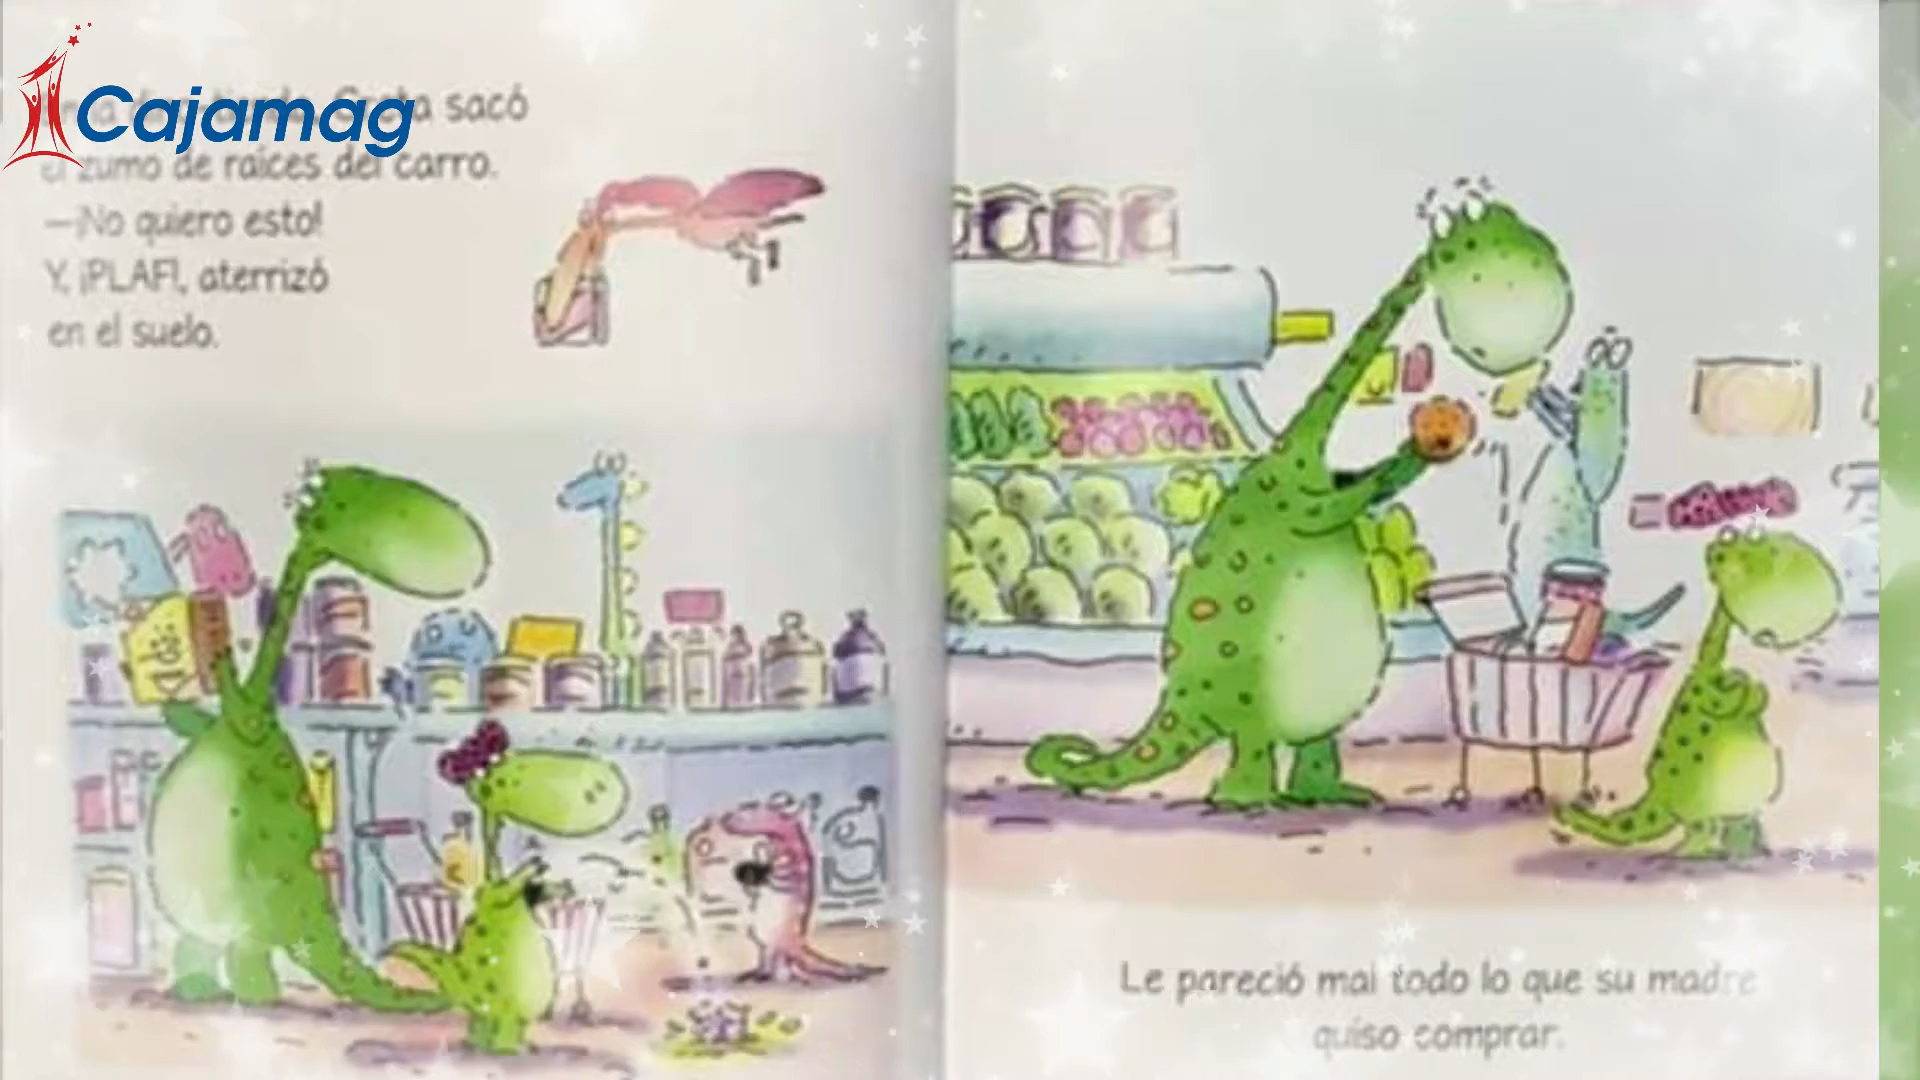 Cajamag
sacó
el zumo de raíces del carro.
—¡No quiero esto!
Y, ¡PLAF!, aterrizó
en el suelo.
Le pareció mal todo lo que su madre
quiso comprar.